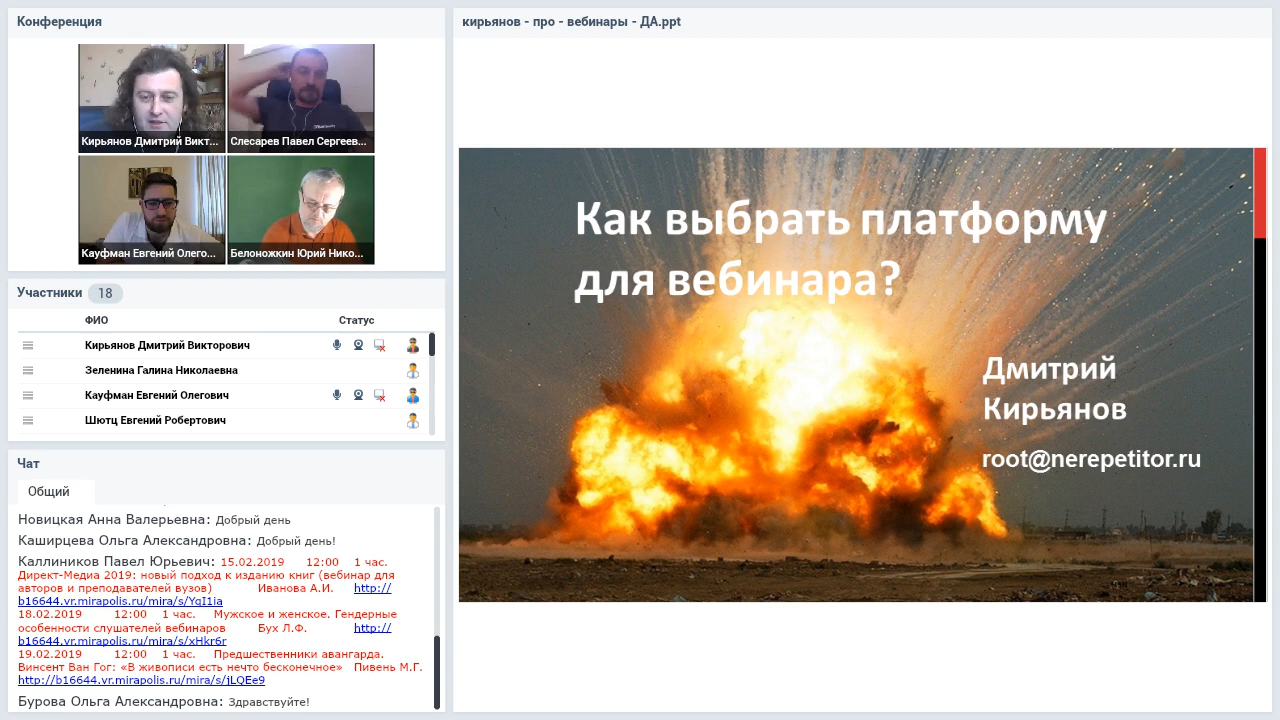 Конференция
Кирьянов Дмитрий Викт...
Слесарев Павел Сергеев...
Кауфман Евгений Олего...
Белоножкин Юрий Нико...
Участники 18
ФИО Статус
Кирьянов Дмитрий Викторович
Зеленина Галина Николаевна
Кауфман Евгений Олегович
Шютц Евгений Робертович
Чат
Общий
Новицкая Анна Валерьевна: Добрый день
Каширцева Ольга Александровна: Добрый день!
Каллиников Павел Юрьевич: 15.02.2019 12:00 1 час.
Директ-Медиа 2019: новый подход к изданию книг (вебинар для
авторов и преподавателей вузов) Иванова А.И. http://
b16644.vr.mirapolis.ru/mira/s/YqI1ia
18.02.2019 12:00 1 час. Мужское и женское. Гендерные
особенности слушателей вебинаров Бух Л.Ф. http://
b16644.vr.mirapolis.ru/mira/s/xHkr6r
19.02.2019 12:00 1 час. Предшественники авангарда.
Винсент Ван Гог: «В живописи есть нечто бесконечное» Пивень М.Г.
http://b16644.vr.mirapolis.ru/mira/s/jLQEe9
Бурова Ольга Александровна: Здравствуйте!
кирьянов - про - вебинары - ДА.ppt
Как выбрать платформу
для вебинара?
Дмитрий
Кирьянов
root@nerepetitor.ru